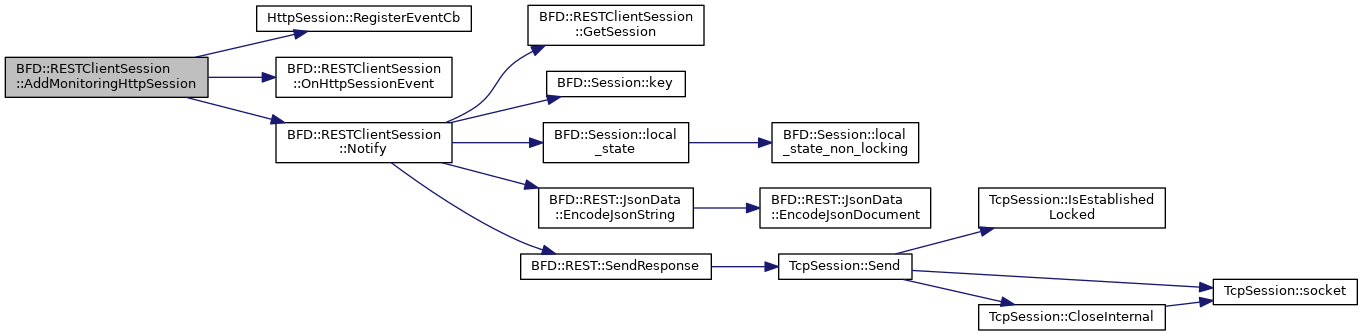 HttpSession::RegisterEventCb
BFD::RESTClientSession
::AddMonitoringHttpSession
BFD::RESTClientSession
::OnHttpSessionEvent
BFD::RESTClientSession
::Notify
BFD::RESTClientSession
::GetSession
BFD::Session::key
BFD::Session::local
_state
BFD::Session::local
_state_non_locking
BFD::REST::JsonData
::EncodeJsonString
BFD::REST::JsonData
::EncodeJsonDocument
BFD::REST::SendResponse
TcpSession::Send
TcpSession::IsEstablished
Locked
TcpSession::CloseInternal
TcpSession::socket